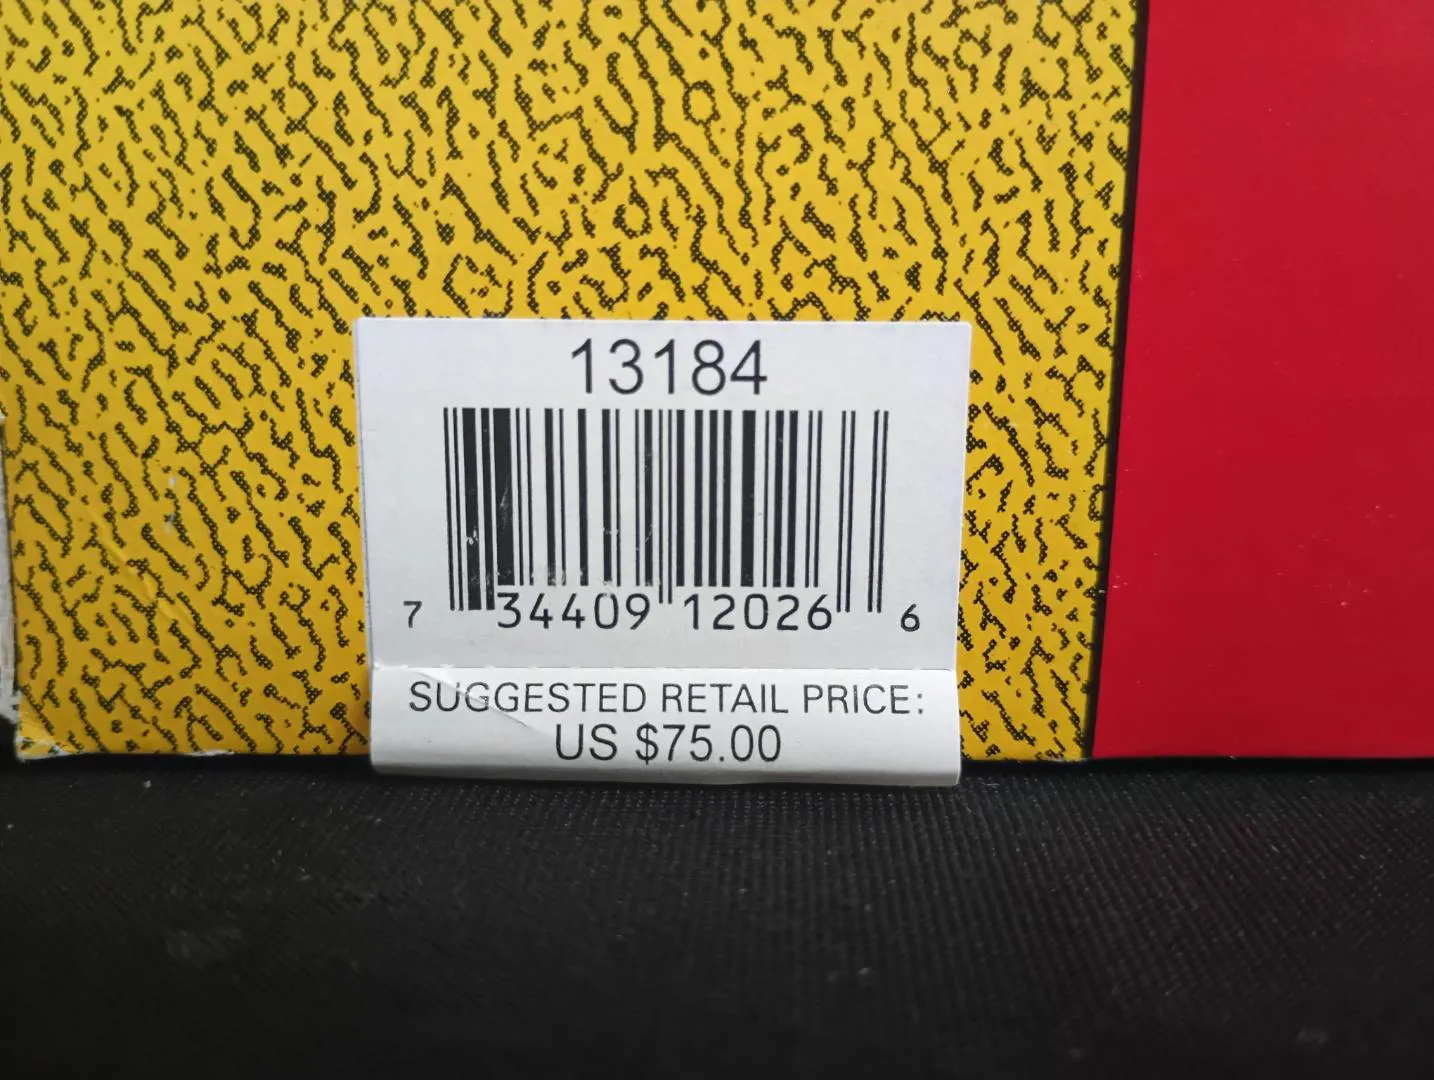 13184
7 34409 12026 6
SUGGESTED RETAIL PRICE:
US $75.00